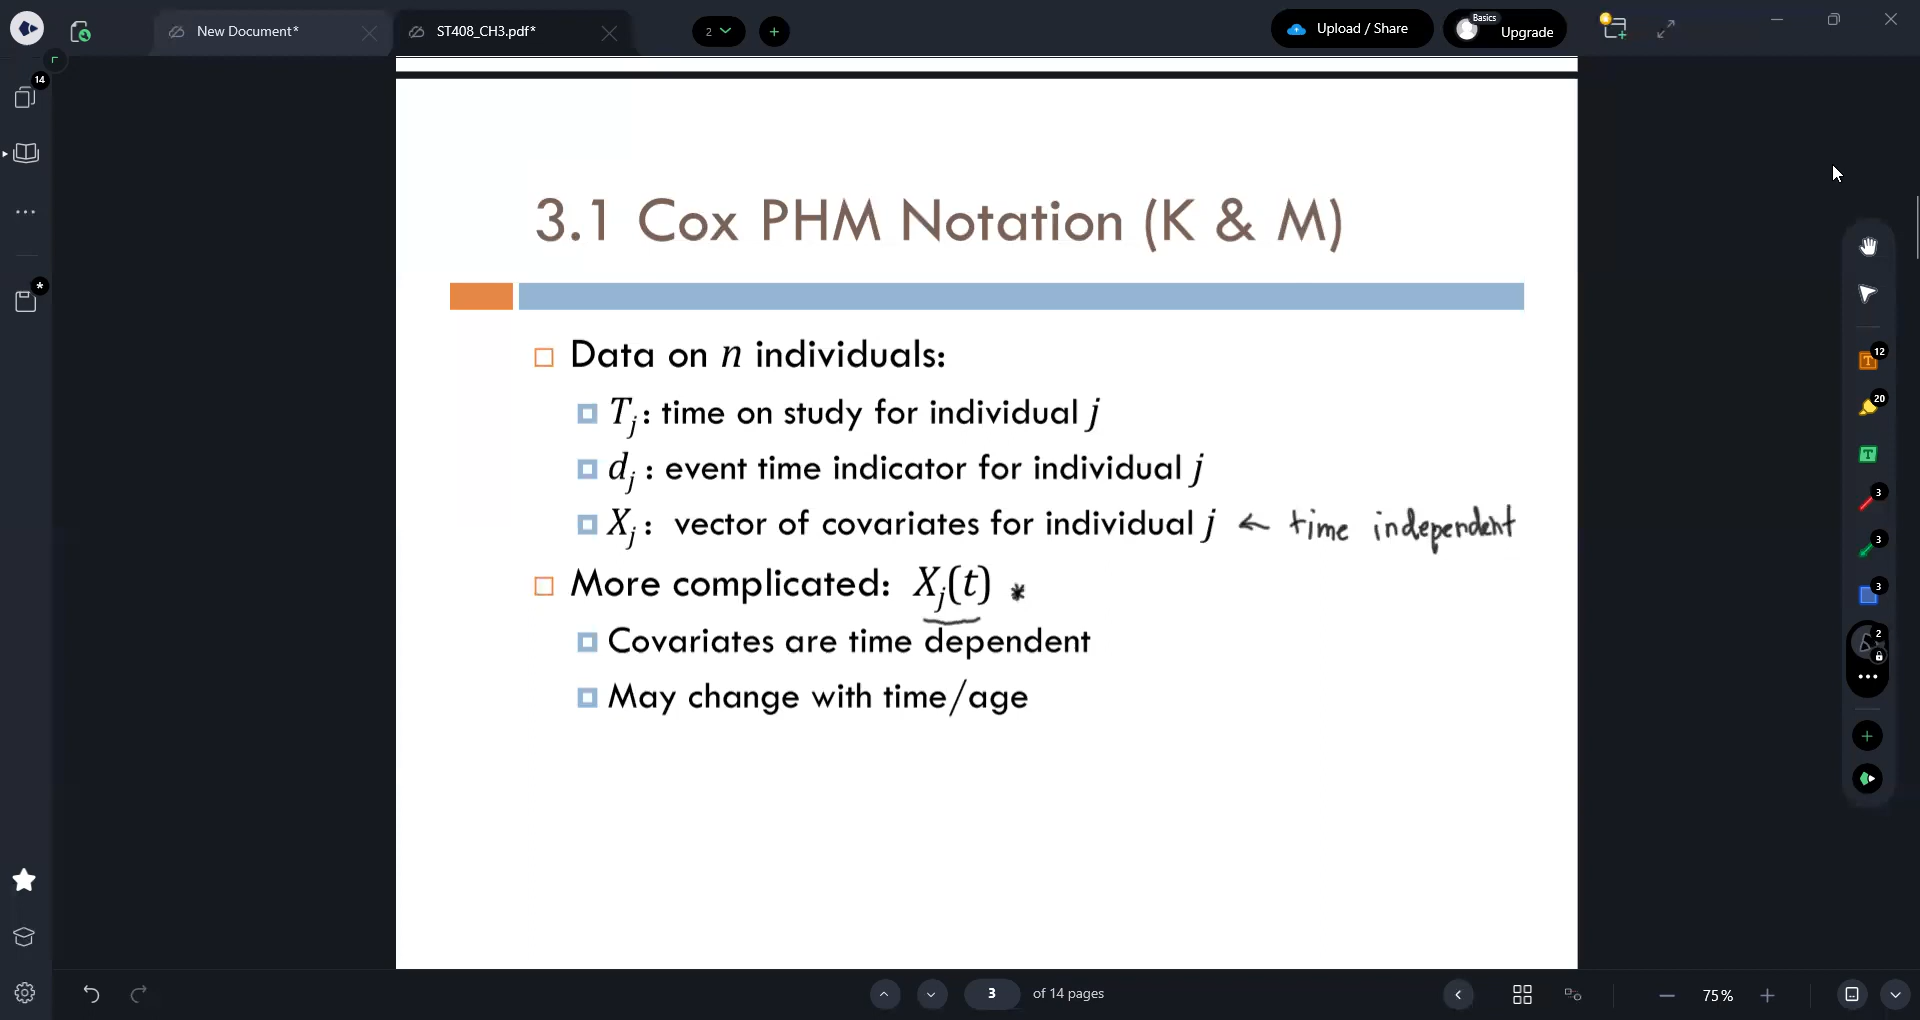 New Document*
ST408_CH3.pdf*
2
Upload / Share
Basics
Upgrade
14
3.1 Cox PHM Notation (K & M)
Data on n individuals:
T_j : time on study for individual j
d_j : event time indicator for individual j
X_j : vector of covariates for individual j ← time independent
More complicated: X_j(t) *
Covariates are time dependent
May change with time/age
12
20
T
3
3
3
2
3 of 14 pages
75%